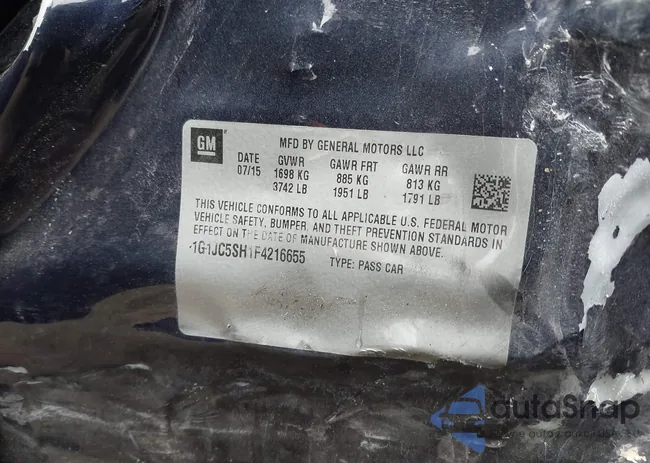 GM
MFD BY GENERAL MOTORS LLC
DATE GVWR GAWR FRT GAWR RR
07/15 1698 KG 885 KG 813 KG
3742 LB 1951 LB 1791 LB
THIS VEHICLE CONFORMS TO ALL APPLICABLE U.S. FEDERAL MOTOR
VEHICLE SAFETY, BUMPER, AND THEFT PREVENTION STANDARDS IN
EFFECT ON THE DATE OF MANUFACTURE SHOWN ABOVE.
1G1JC5SH1F4216655 TYPE: PASS CAR
autoSnap